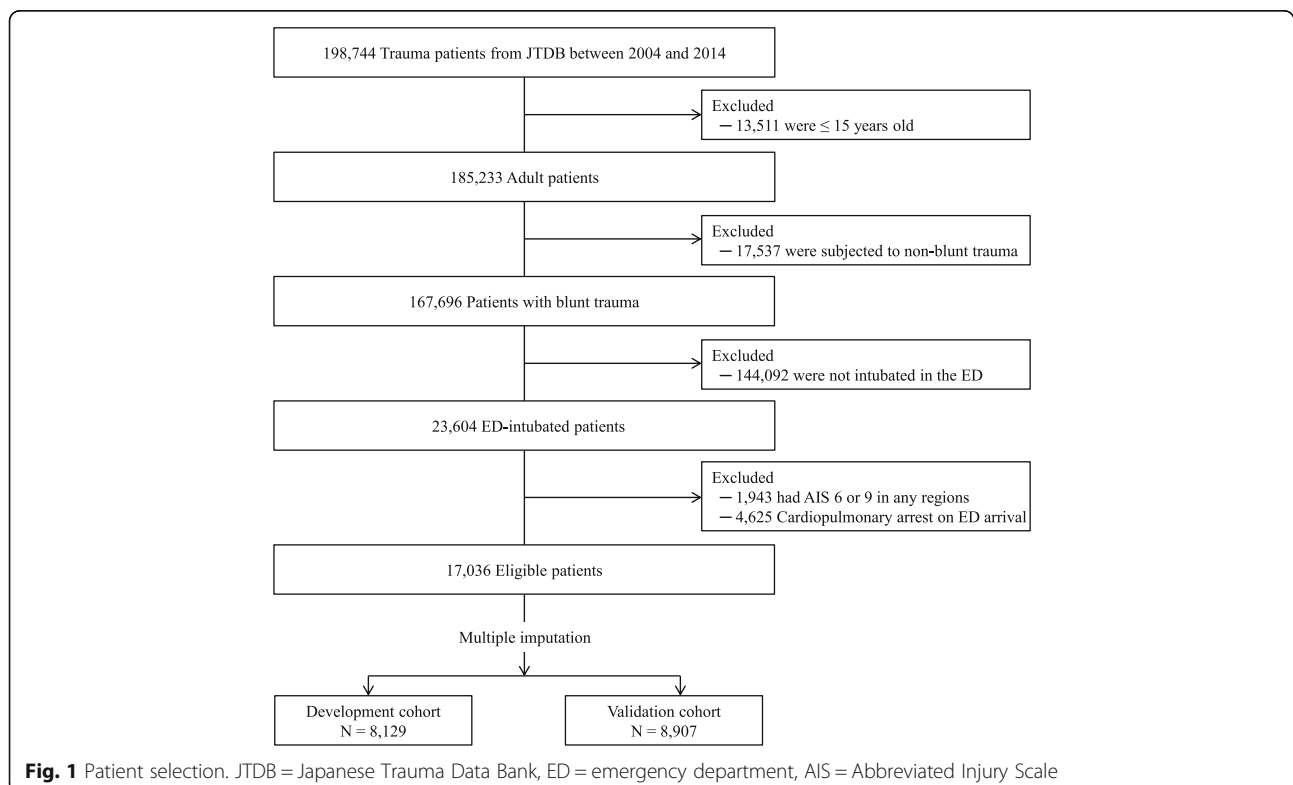 198,744 Trauma patients from JTDB between 2004 and 2014
Excluded
— 13,511 were ≤ 15 years old
185,233 Adult patients
Excluded
— 17,537 were subjected to non-blunt trauma
167,696 Patients with blunt trauma
Excluded
— 144,092 were not intubated in the ED
23,604 ED-intubated patients
Excluded
— 1,943 had AIS 6 or 9 in any regions
— 4,625 Cardiopulmonary arrest on ED arrival
17,036 Eligible patients
Multiple imputation
Development cohort
N = 8,129
Validation cohort
N = 8,907
Fig. 1 Patient selection. JTDB = Japanese Trauma Data Bank, ED = emergency department, AIS = Abbreviated Injury Scale